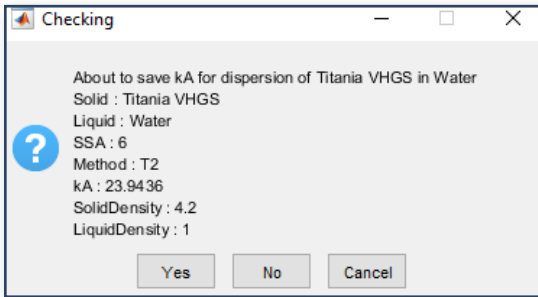 Checking
About to save kA for dispersion of Titania VHGS in Water
Solid : Titania VHGS
Liquid : Water
SSA : 6
Method : T2
kA : 23.9436
SolidDensity : 4.2
LiquidDensity : 1
?
Yes No Cancel